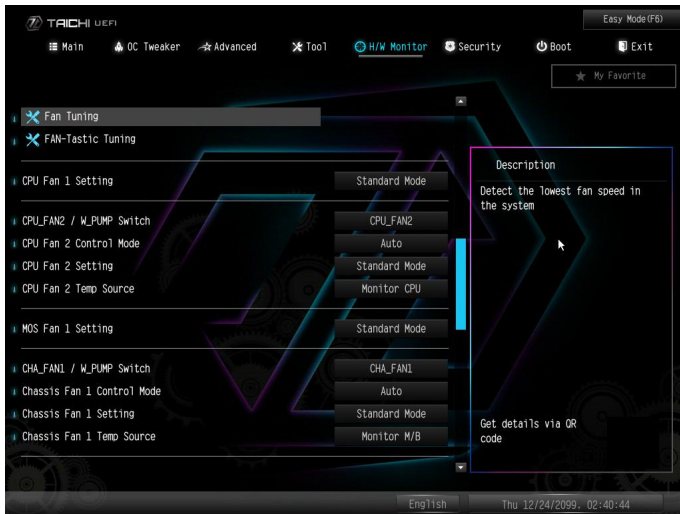 TAICHI UEFI
Easy Mode(F6)
Main
OC Tweaker
Advanced
Tool
H/W Monitor
Security
Boot
Exit
My Favorite
Fan Tuning
FAN-Tastic Tuning
CPU Fan 1 Setting
Standard Mode
CPU_FAN2 / W_PUMP Switch
CPU_FAN2
CPU Fan 2 Control Mode
Auto
CPU Fan 2 Setting
Standard Mode
CPU Fan 2 Temp Source
Monitor CPU
MOS Fan 1 Setting
Standard Mode
CHA_FAN1 / W_PUMP Switch
CHA_FAN1
Chassis Fan 1 Control Mode
Auto
Chassis Fan 1 Setting
Standard Mode
Chassis Fan 1 Temp Source
Monitor M/B
Description
Detect the lowest fan speed in
the system
Get details via QR
code
English
Thu 12/24/2099. 02:40:44